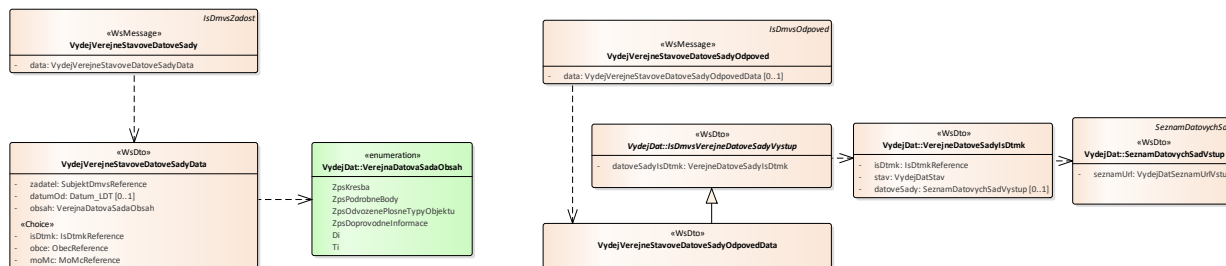 IsDmvsZadost
«WsMessage»
VydejVerejneStavoveDatoveSady
- data: VydejVerejneStavoveDatoveSadyData
«WsDto»
VydejVerejneStavoveDatoveSadyData
- zadatel: SubjektDmvsReference
- datumOd: Datum_LDT [0..1]
- obsah: VerejnaDatovaSadaObsah
«Choice»
- isDtmk: IsDtmkReference
- obce: ObecReference
- moMc: MoMcReference
«enumeration»
VydejDat::VerejnaDatovaSadaObsah
ZpsKresba
ZpsPodrobneBody
ZpsOdvozenePlosneTypyObjektu
ZpsDoprovodneInformace
Di
Ti
IsDmvsOdpoved
«WsMessage»
VydejVerejneStavoveDatoveSadyOdpoved
- data: VydejVerejneStavoveDatoveSadyOdpovedData [0..1]
«WsDto»
VydejDat::IsDmvsVerejneDatoveSadyVystup
- datoveSadyIsDtmk: VerejneDatoveSadyIsDtmk
«WsDto»
VydejVerejneStavoveDatoveSadyOdpovedData
«WsDto»
VydejDat::VerejneDatoveSadyIsDtmk
- isDtmk: IsDtmkReference
- stav: VydejDatStav
- datoveSady: SeznamDatovychSadVystup [0..1]
SeznamDatovychSa
«WsDto»
VydejDat::SeznamDatovychSadVstup
- seznamUrl: VydejDatSeznamUrlVstu